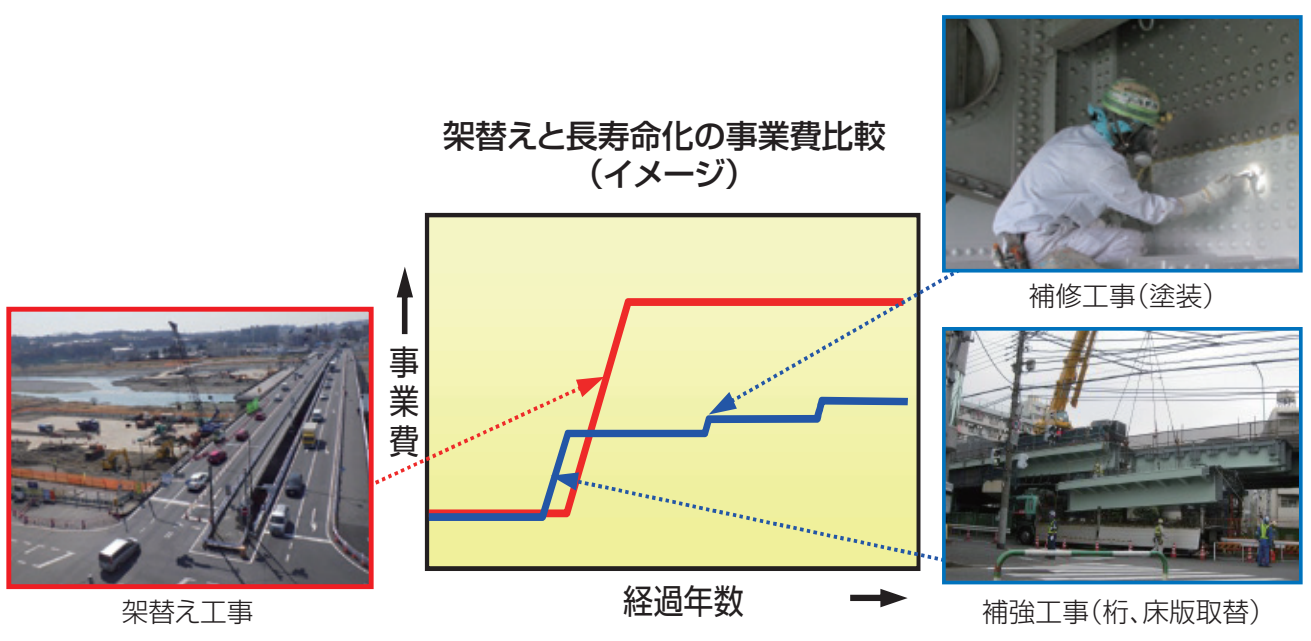 架替えと長寿命化の事業費比較
（イメージ）
事業費
経過年数
架替え工事
補修工事（塗装）
補強工事（桁、床版取替）